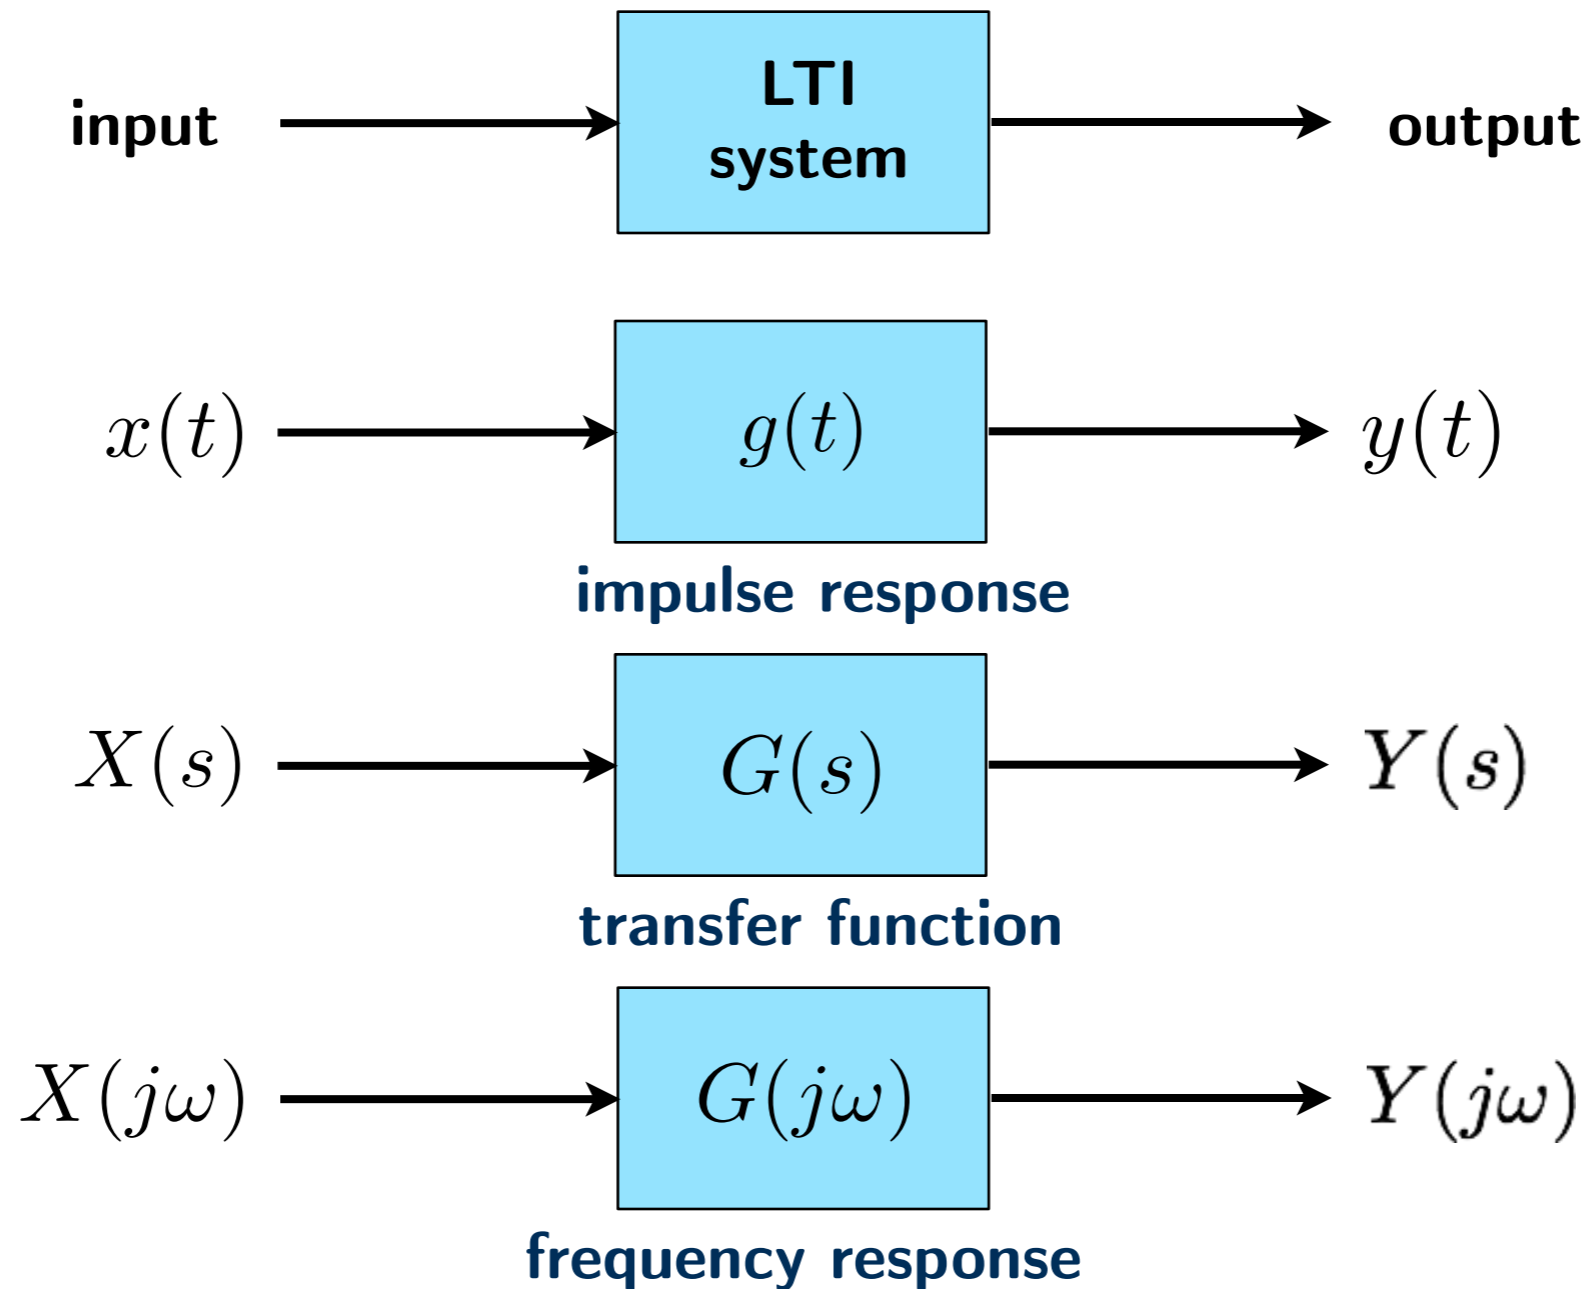 input
LTI
system
output
x(t)
g(t)
y(t)
impulse response
X(s)
G(s)
Y(s)
transfer function
X(jω)
G(jω)
Y(jω)
frequency response